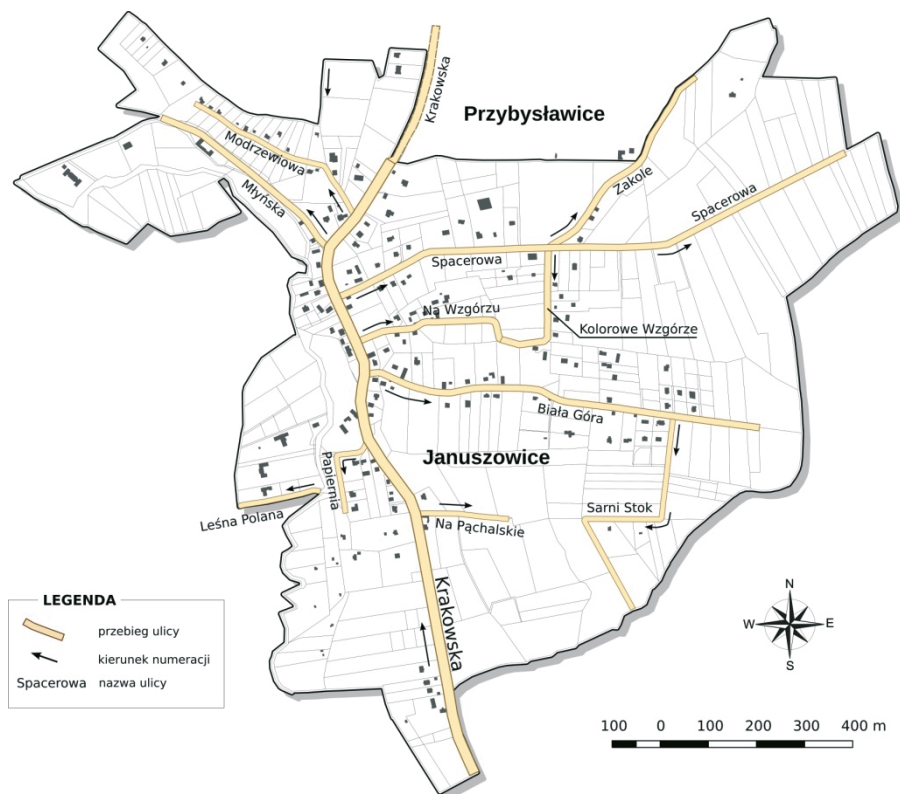 Krakowska
Przybysławice
Modrzewiowa
Zakole
Młyńska
Spacerowa
Spacerowa
Na Wzgórzu
Kolorowe Wzgórze
Biała Góra
Januszowice
Papiernia
Leśna Polana
Sarni Stok
Na Pąchalskie
Krakowska
LEGENDA
przebieg ulicy
kierunek numeracji
Spacerowa nazwa ulicy
N
W E
S
100 0 100 200 300 400 m